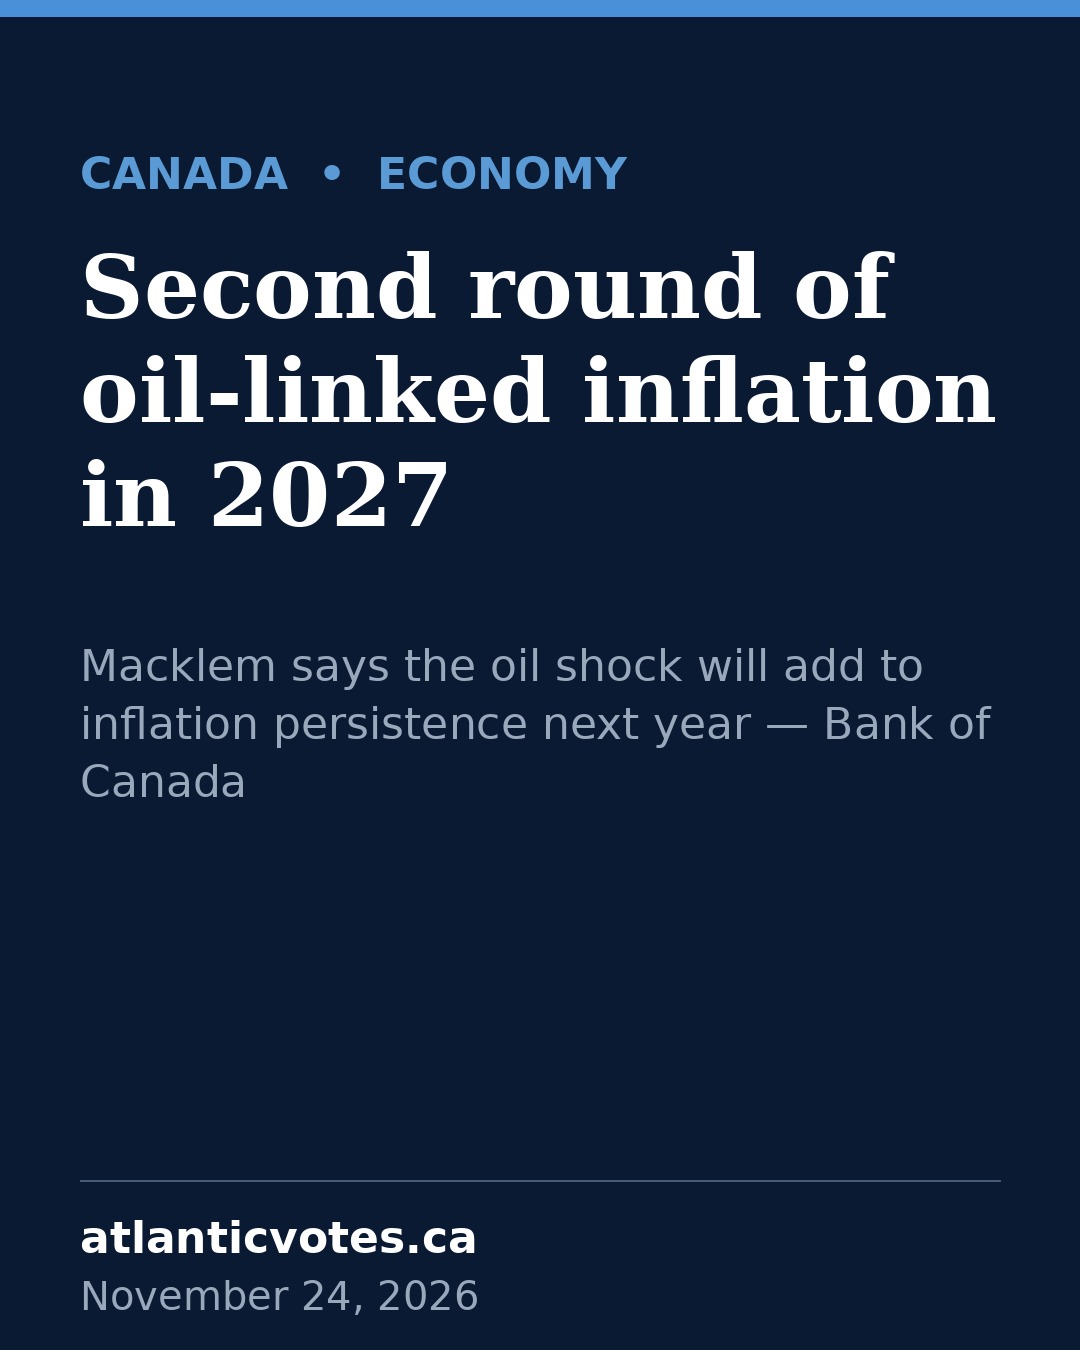 CANADA • ECONOMY
Second round of
oil-linked inflation
in 2027
Macklem says the oil shock will add to
inflation persistence next year — Bank of
Canada
atlanticvotes.ca
November 24, 2026